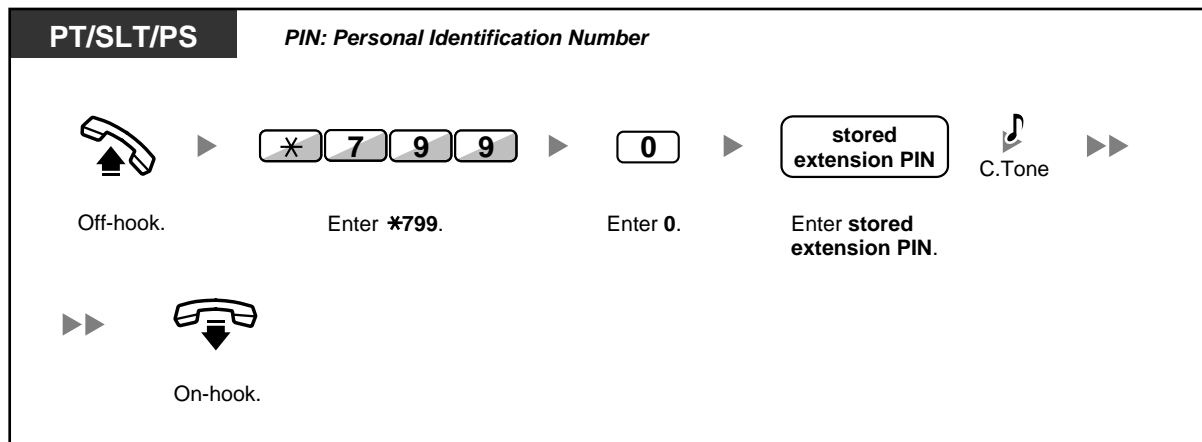 PT/SLT/PS
PIN: Personal Identification Number
* 7 9 9
0
stored
extension PIN
C.Tone
Off-hook.
Enter *799.
Enter 0.
Enter stored
extension PIN.
On-hook.